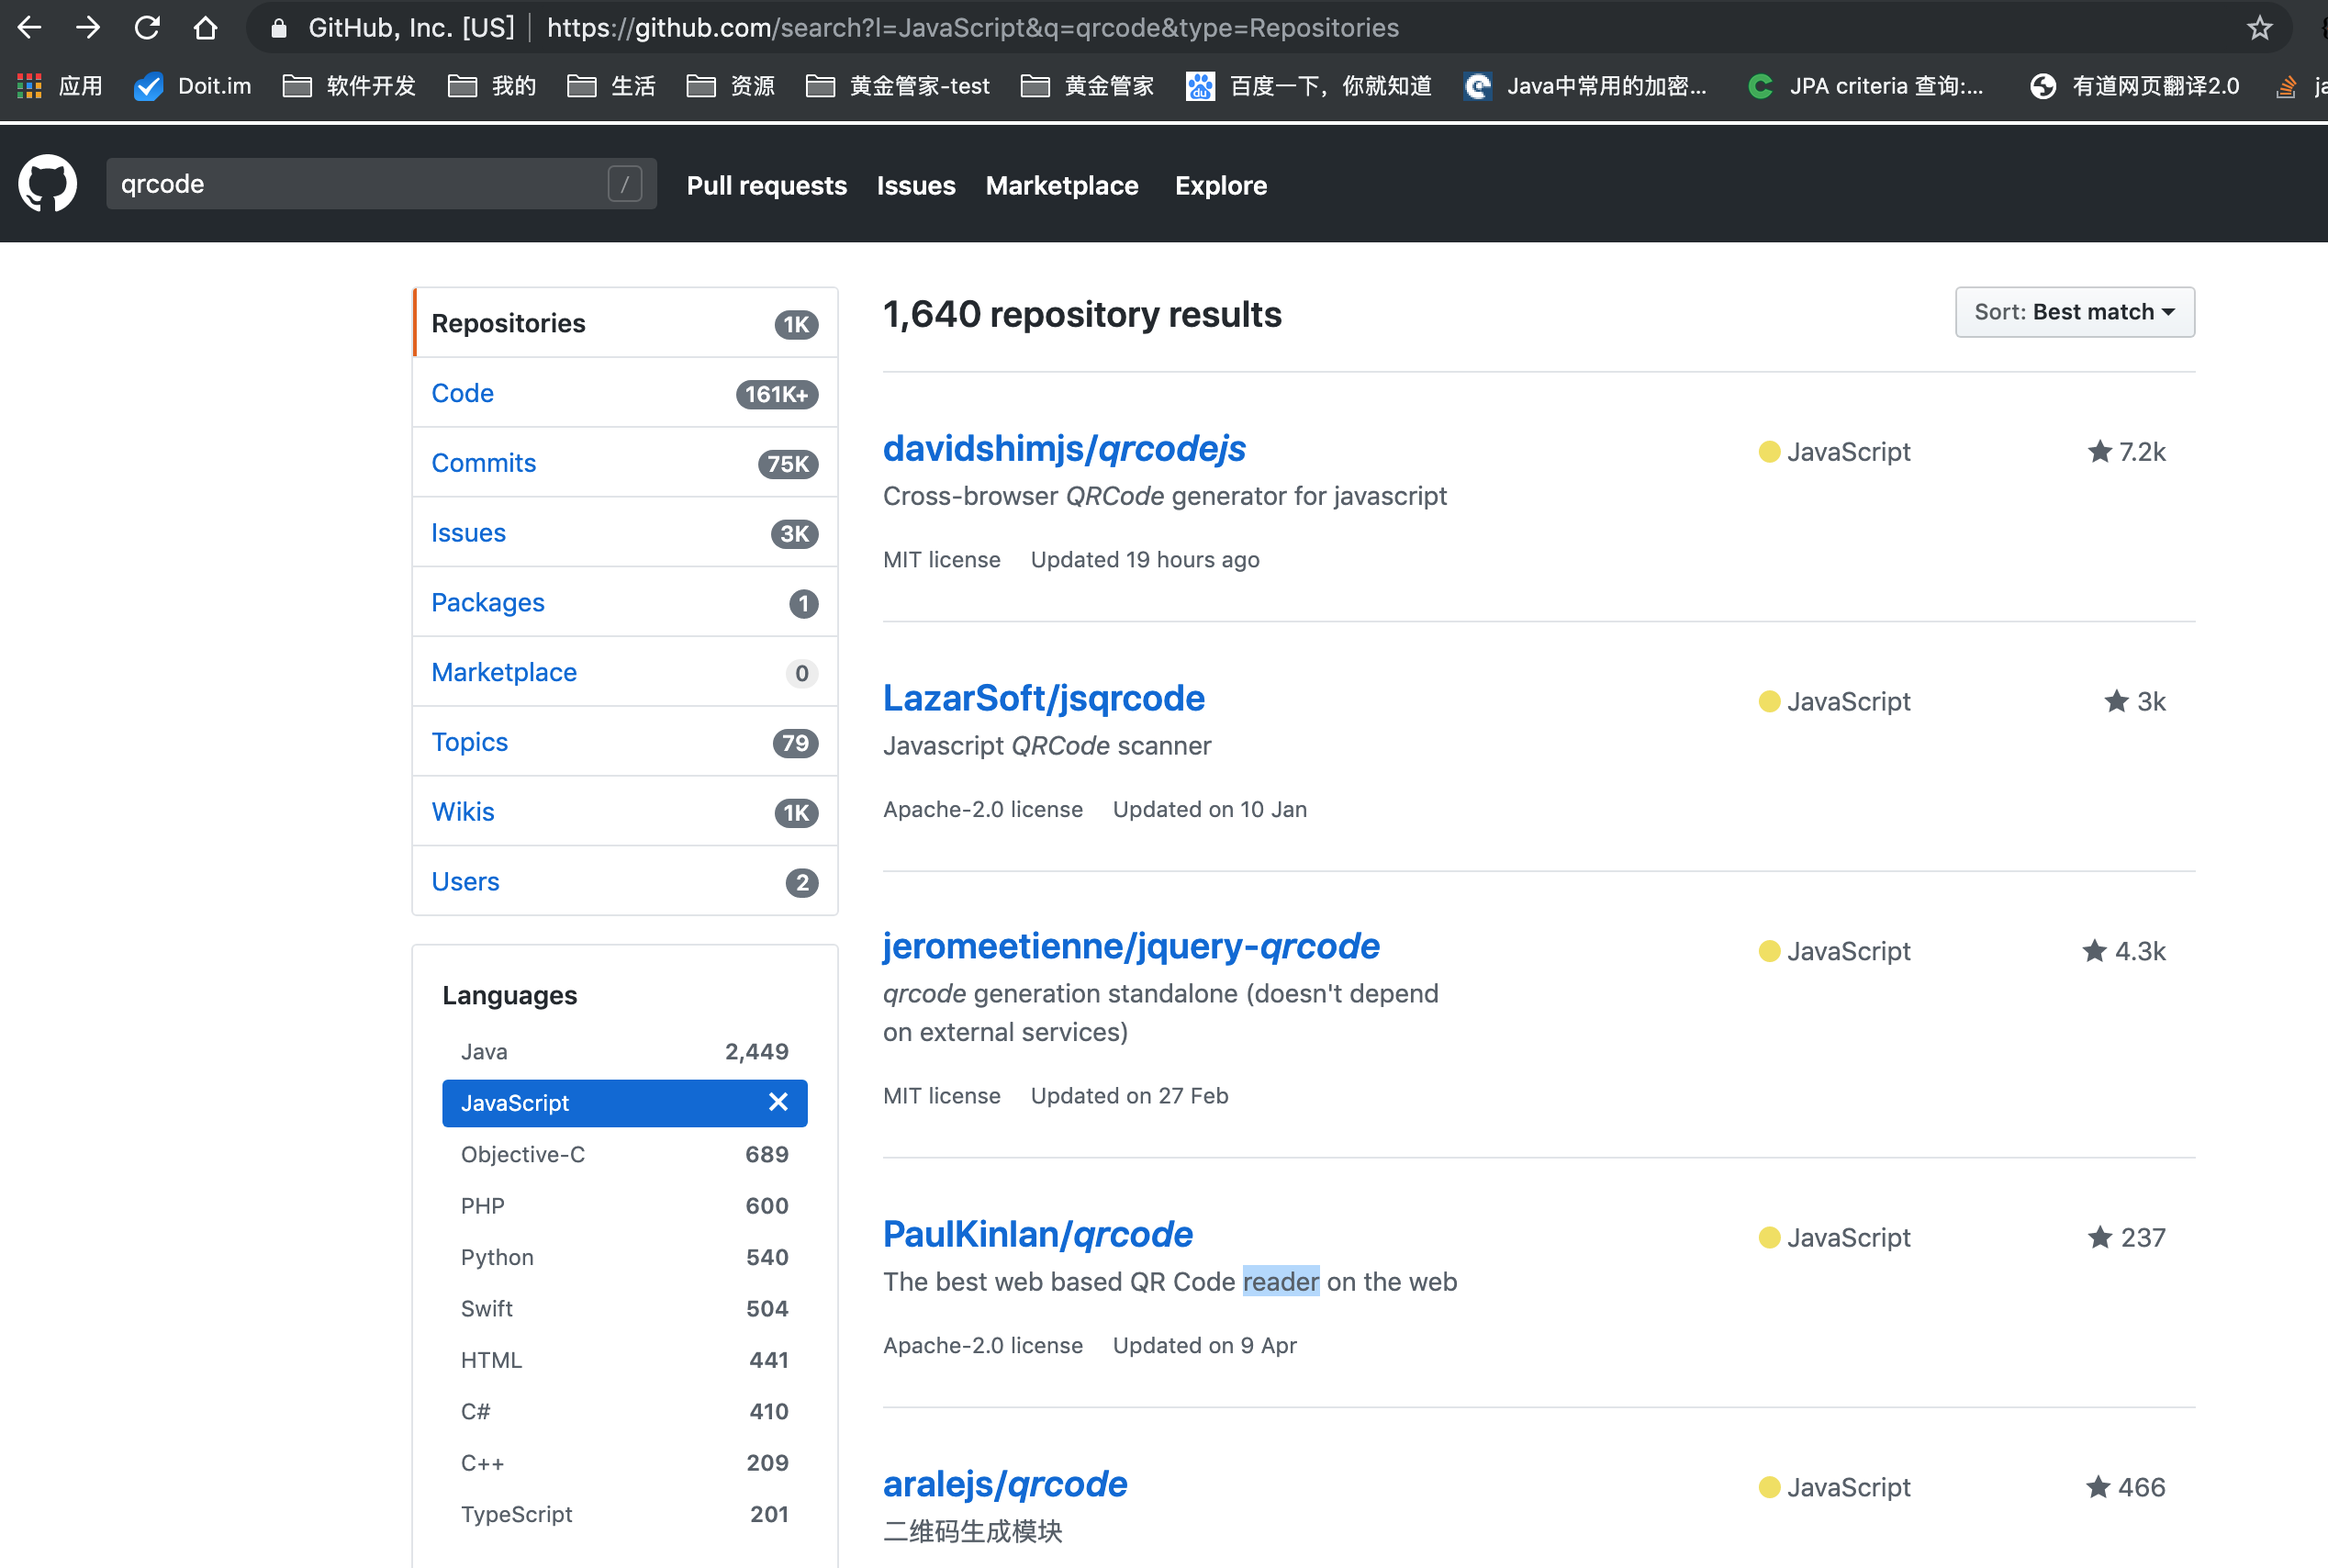 GitHub, Inc. [US] https://github.com/search?l=JavaScript&q=qrcode&type=Repositories
应用 Doit.im 软件开发 我的 生活 资源 黄金管家-test 黄金管家 百度一下，你就知道 Java中常用的加密... JPA criteria 查询:... 有道网页翻译2.0
qrcode / Pull requests Issues Marketplace Explore
Repositories 1K
Code 161K+
Commits 75K
Issues 3K
Packages 1
Marketplace 0
Topics 79
Wikis 1K
Users 2
Languages
Java 2,449
JavaScript
Objective-C 689
PHP 600
Python 540
Swift 504
HTML 441
C# 410
C++ 209
TypeScript 201
1,640 repository results Sort: Best match
davidshimjs/qrcodejs JavaScript 7.2k
Cross-browser QRCode generator for javascript
MIT license Updated 19 hours ago
LazarSoft/jsqrcode JavaScript 3k
Javascript QRCode scanner
Apache-2.0 license Updated on 10 Jan
jeromeetienne/jquery-qrcode JavaScript 4.3k
qrcode generation standalone (doesn't depend
on external services)
MIT license Updated on 27 Feb
PaulKinlan/qrcode JavaScript 237
The best web based QR Code reader on the web
Apache-2.0 license Updated on 9 Apr
aralejs/qrcode JavaScript 466
二维码生成模块